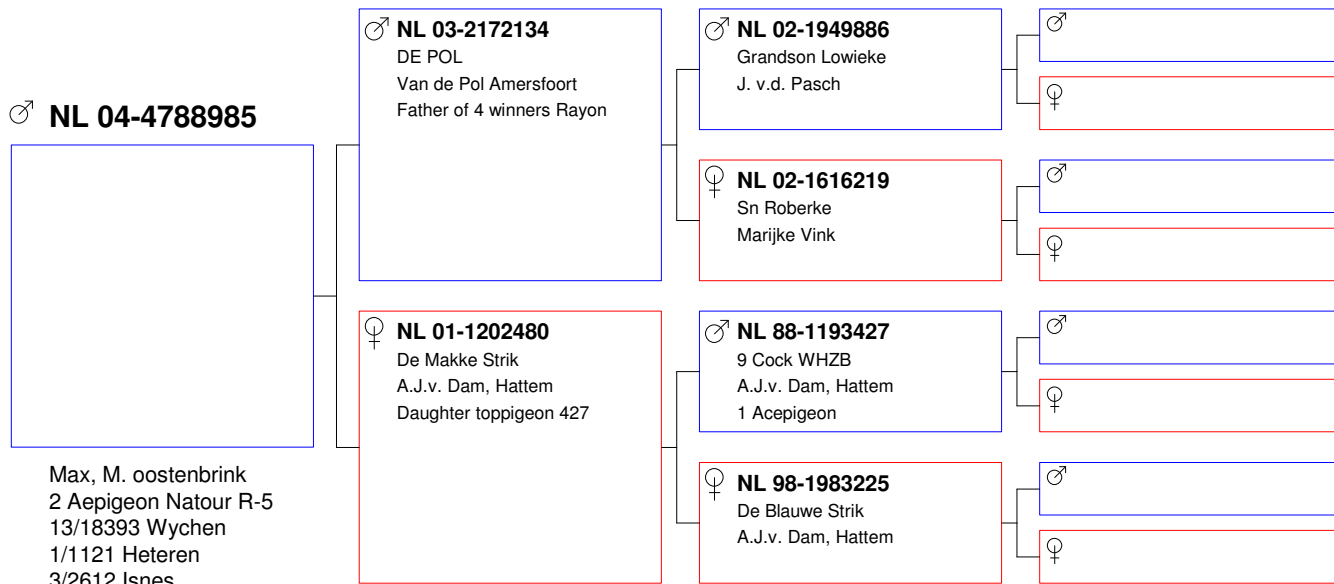 NL 04-4788985
Max, M. oostenbrink
2 Aepigeon Natour R-5
13/18393 Wychen
1/1121 Heteren
3/2612 Isnes
NL 03-2172134
DE POL
Van de Pol Amersfoort
Father of 4 winners Rayon
NL 01-1202480
De Makke Strik
A.J.v. Dam, Hattem
Daughter toppigeon 427
NL 02-1949886
Grandson Lowieke
J. v.d. Pasch
NL 02-1616219
Sn Roberke
Marijke Vink
NL 88-1193427
9 Cock WHZB
A.J.v. Dam, Hattem
1 Acepigeon
NL 98-1983225
De Blauwe Strik
A.J.v. Dam, Hattem